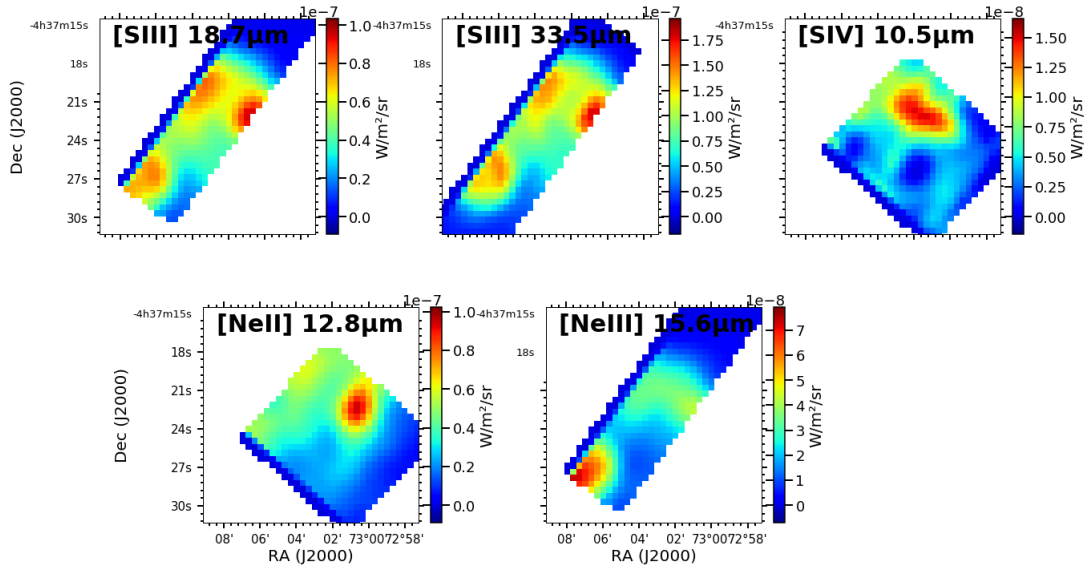 1e−7 1e−7 1e−8
-4h37m15s [SIII] 18.7μm 1.0 -4h37m15s [SIII] 33.5μm 1.75 -4h37m15s [SIV] 10.5μm 1.50
18s 0.8 18s 1.50 1.25
21s 0.6 1.25 1.00
24s 0.4 1.00 0.75
27s 0.2 0.75 0.50
30s 0.0 0.50 0.25
0.25 0.00
0.00
Dec (J2000) W/m²/sr W/m²/sr W/m²/sr
1e−7 1e−8
-4h37m15s [NeII] 12.8μm 1.0 -4h37m15s [NeIII] 15.6μm 7
18s 0.8 18s 6
21s 0.6 5
24s 0.4 4
27s 0.2 3
30s 0.0 2
1
0
Dec (J2000) W/m²/sr W/m²/sr
08' 06' 04' 02' 73°00' 72°58' 08' 06' 04' 02' 73°00' 72°58'
RA (J2000) RA (J2000)